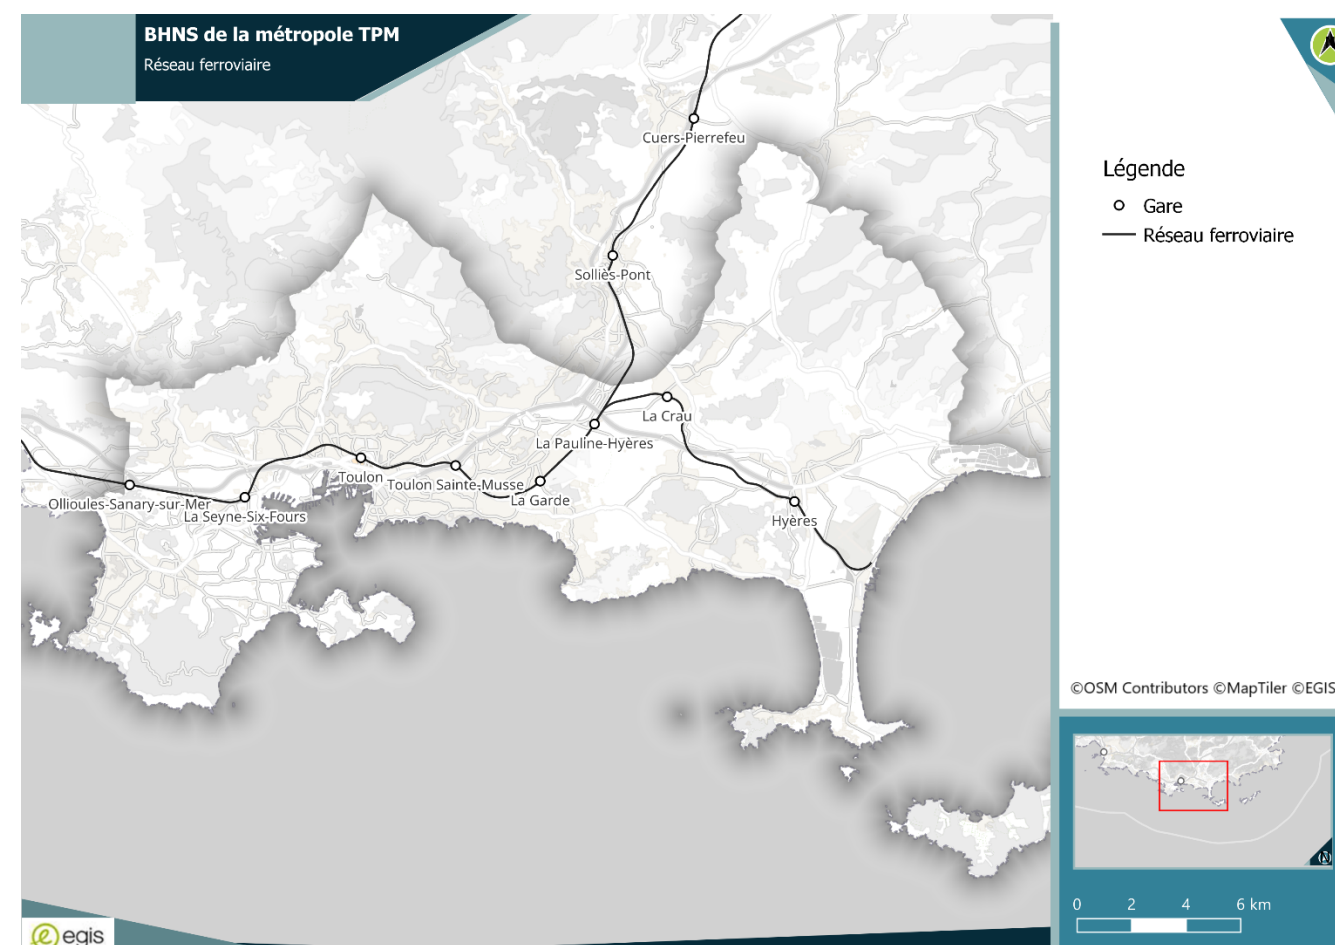 BHNS de la métropole TPM
Réseau ferroviaire
Cuers-Pierrefeu
Solliès-Pont
La Crau
La Pauline-Hyères
Toulon
Toulon Sainte-Musse
La Garde
Ollioules-Sanary-sur-Mer
La Seyne-Six-Fours
Hyères
Légende
Gare
Réseau ferroviaire
©OSM Contributors ©MapTiler ©EGIS
N
0 2 4 6 km
egis